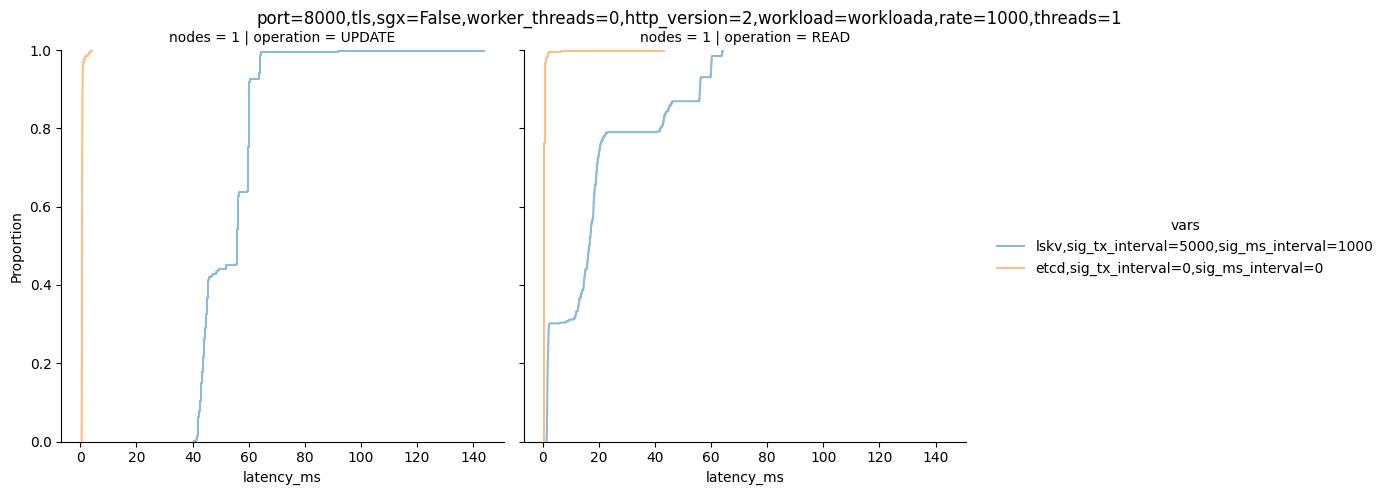 port=8000,tls,sgx=False,worker_threads=0,http_version=2,workload=workloada,rate=1000,threads=1
nodes = 1 | operation = UPDATE
nodes = 1 | operation = READ
1.0
0.8
0.6
0.4
0.2
0.0
Proportion
0 20 40 60 80 100 120 140
latency_ms
0 20 40 60 80 100 120 140
latency_ms
vars
lskv,sig_tx_interval=5000,sig_ms_interval=1000
etcd,sig_tx_interval=0,sig_ms_interval=0